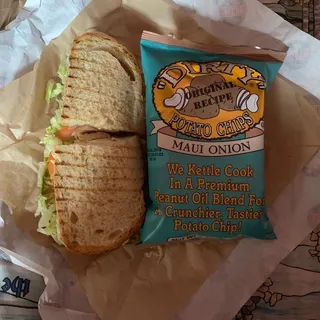 DIRTY
ORIGINAL
RECIPE
POTATO CHIPS
MAUI ONION
We Kettle Cook
In A Premium
Peanut Oil Blend For
a Crunchier, Tastier
Potato Chip!